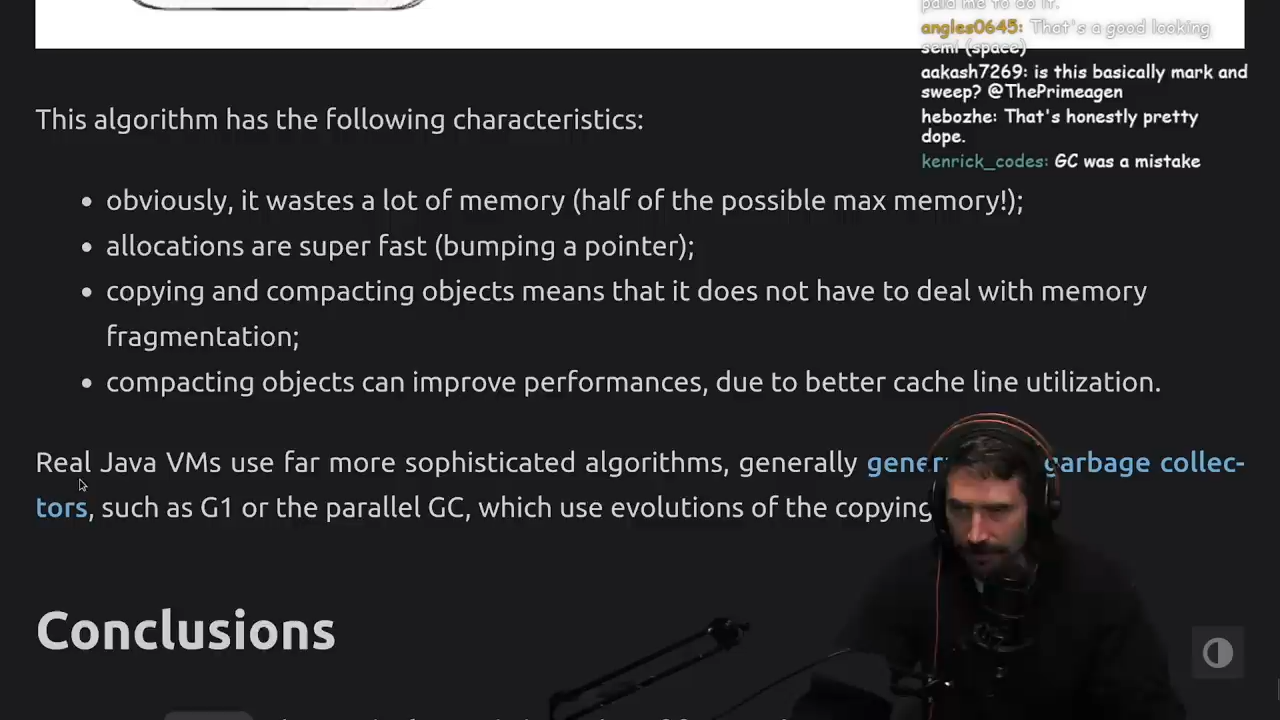 paid me to do it.
angles0645: That's a good looking
semi (space)
aakash7269: is this basically mark and
sweep? @ThePrimeagen
hebozhe: That's honestly pretty
dope.
kenrick_codes: GC was a mistake
This algorithm has the following characteristics:
• obviously, it wastes a lot of memory (half of the possible max memory!);
• allocations are super fast (bumping a pointer);
• copying and compacting objects means that it does not have to deal with memory
fragmentation;
• compacting objects can improve performances, due to better cache line utilization.
Real Java VMs use far more sophisticated algorithms, generally garbage collec-
tors, such as G1 or the parallel GC, which use evolutions of the copying
Conclusions